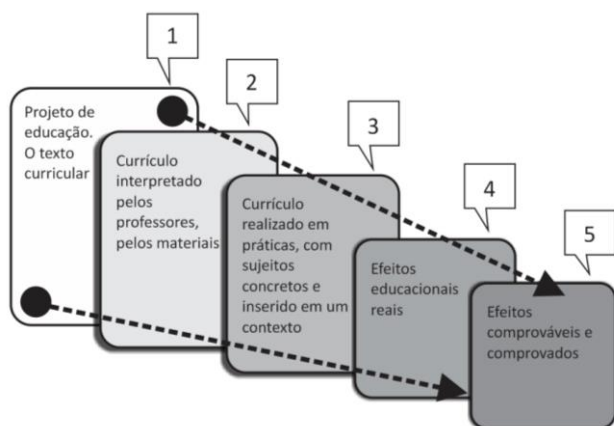 1
Projeto de
educação.
O texto
curricular
2
Currículo
interpretado
pelos
professores,
pelos materiais
3
Currículo
realizado em
práticas, com
sujeitos
concretos e
inserido em um
contexto
4
Efeitos
educacionais
reais
5
Efeitos
comprováveis e
comprovados